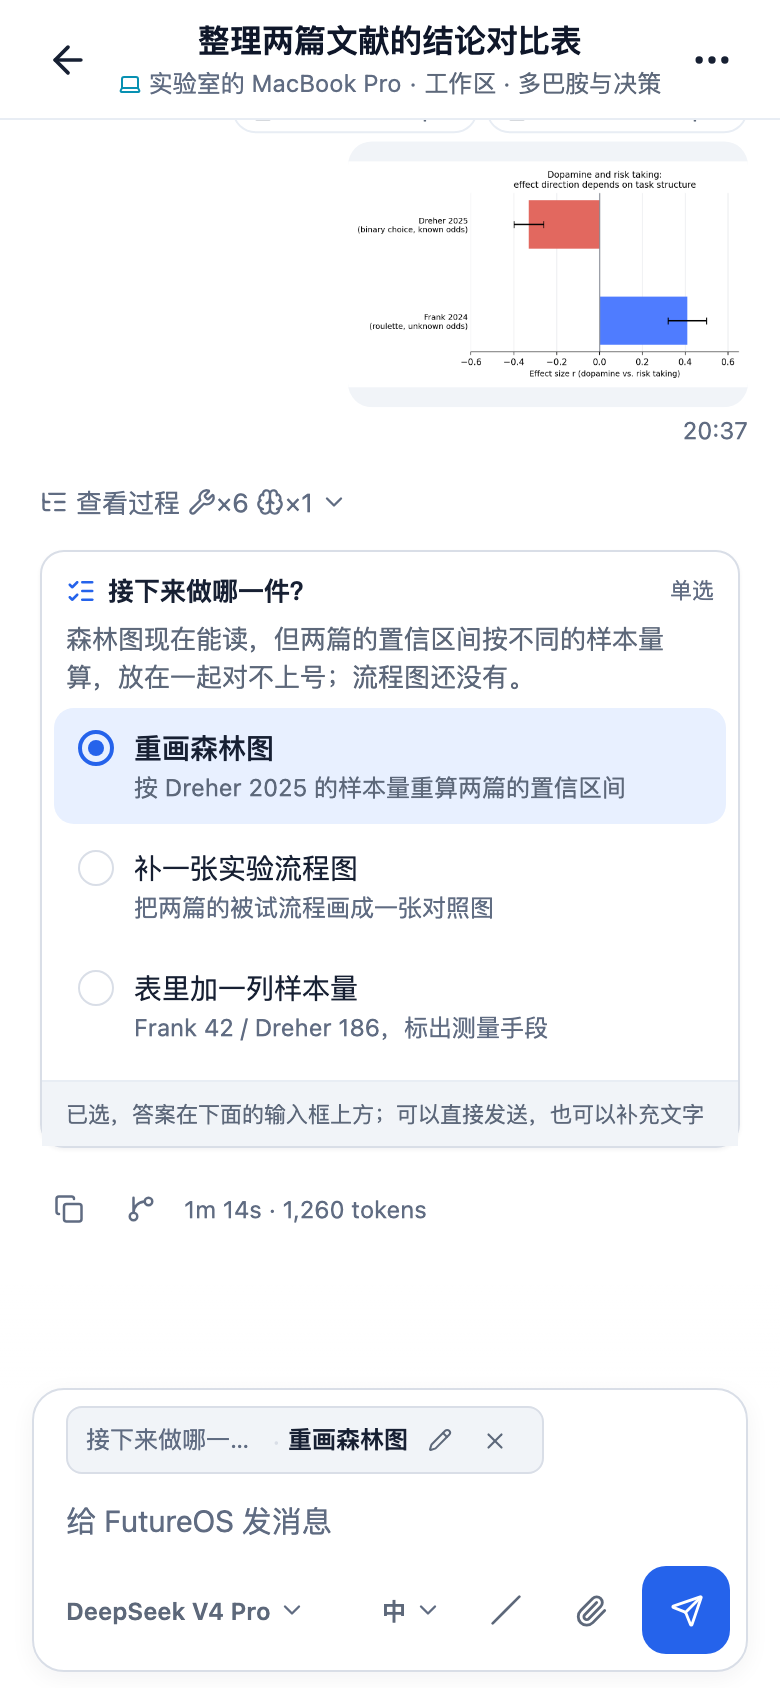 整理两篇文献的结论对比表
实验室的 MacBook Pro · 工作区 · 多巴胺与决策
Dopamine and risk taking:
effect direction depends on task structure
Dreher 2025
(binary choice, known odds)
Frank 2024
(roulette, unknown odds)
−0.6 −0.4 −0.2 0.0 0.2 0.4 0.6
Effect size r (dopamine vs. risk taking)
20:37
查看过程 ×6 ×1
接下来做哪一件?
单选
森林图现在能读，但两篇的置信区间按不同的样本量
算，放在一起对不上号；流程图还没有。
重画森林图
按 Dreher 2025 的样本量重算两篇的置信区间
补一张实验流程图
把两篇的被试流程画成一张对照图
表里加一列样本量
Frank 42 / Dreher 186，标出测量手段
已选，答案在下面的输入框上方；可以直接发送，也可以补充文字
1m 14s · 1,260 tokens
接下来做哪一... · 重画森林图
给 FutureOS 发消息
DeepSeek V4 Pro 中